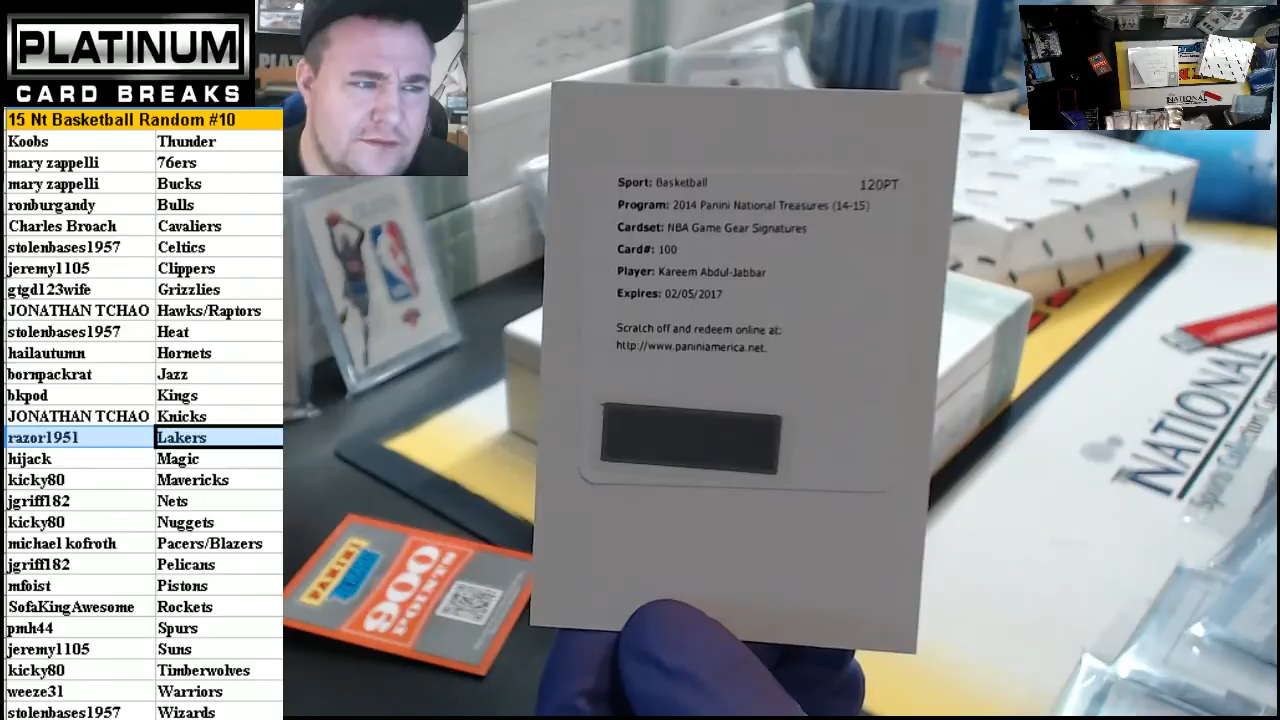 PLATINUM
CARD BREAKS
15 Nt Basketball Random #10
Koobs Thunder
mary zappelli 76ers
mary zappelli Bucks
ronburgandy Bulls
Charles Broach Cavaliers
stolenbases1957 Celtics
jeremy1105 Clippers
gtgd123wife Grizzlies
JONATHAN TCHAO Hawks/Raptors
stolenbases1957 Heat
hailautumn Hornets
bornpackrat Jazz
bkpod Kings
JONATHAN TCHAO Knicks
razor1951 Lakers
hijack Magic
kicky80 Mavericks
jgriff182 Nets
kicky80 Nuggets
michael kofroth Pacers/Blazers
jgriff182 Pelicans
mfoist Pistons
SofaKingAwesome Rockets
pmh44 Spurs
jeremy1105 Suns
kicky80 Timberwolves
weeze31 Warriors
stolenbases1957 Wizards
Sport: Basketball 120PT
Program: 2014 Panini National Treasures (14-15)
Cardset: NBA Game Gear Signatures
Card#: 100
Player: Kareem Abdul-Jabbar
Expires: 02/05/2017
Scratch off and redeem online at:
http://www.paniniamerica.net.
PANINI
900
POINTS
NATIONAL
Sports Collectors
NATIONAL